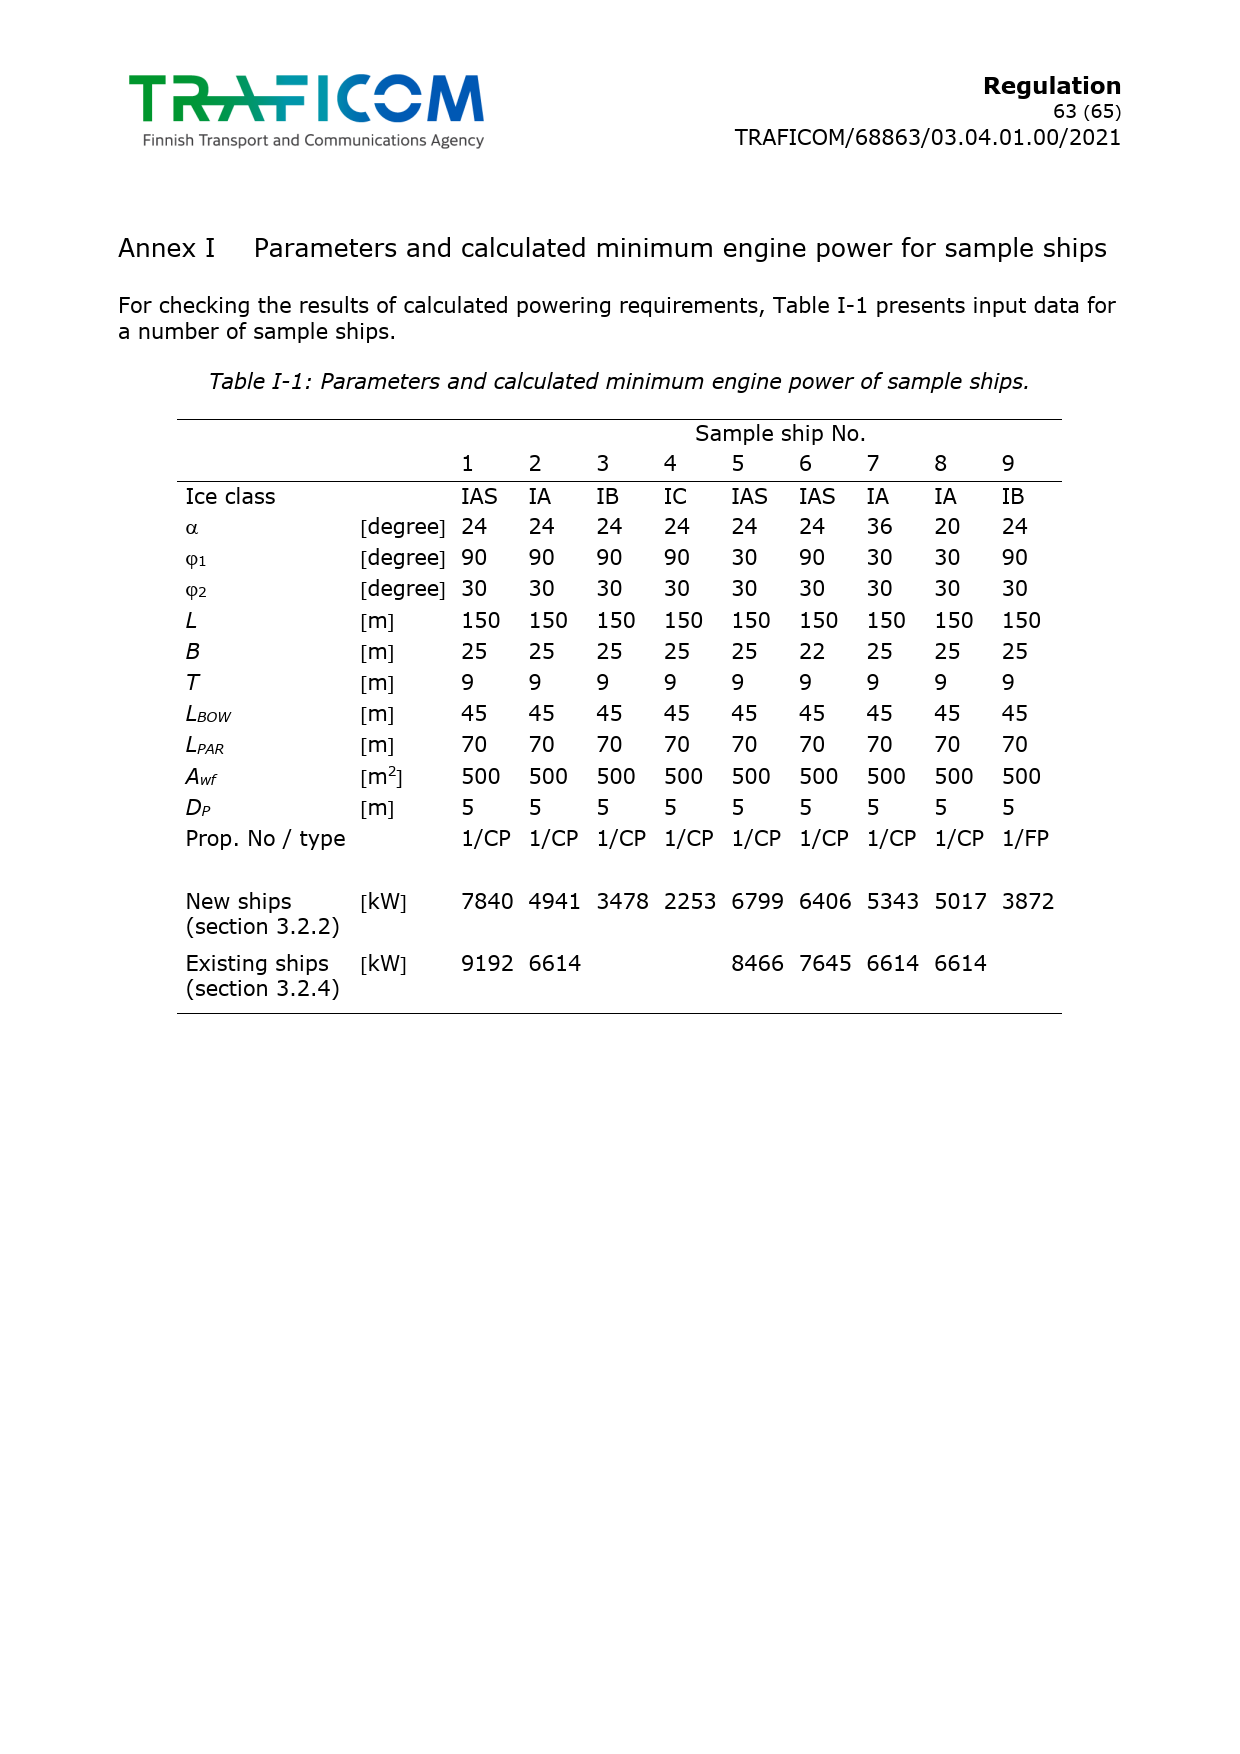 TRAFICOM
Finnish Transport and Communications Agency
Regulation
63 (65)
TRAFICOM/68863/03.04.01.00/2021
Annex I Parameters and calculated minimum engine power for sample ships
For checking the results of calculated powering requirements, Table I-1 presents input data for
a number of sample ships.
Table I-1: Parameters and calculated minimum engine power of sample ships.
Sample ship No.
1 2 3 4 5 6 7 8 9
Ice class IAS IA IB IC IAS IAS IA IA IB
α [degree] 24 24 24 24 24 24 36 20 24
φ1 [degree] 90 90 90 90 30 90 30 30 90
φ2 [degree] 30 30 30 30 30 30 30 30 30
L [m] 150 150 150 150 150 150 150 150 150
B [m] 25 25 25 25 25 22 25 25 25
T [m] 9 9 9 9 9 9 9 9 9
LBOW [m] 45 45 45 45 45 45 45 45 45
LPAR [m] 70 70 70 70 70 70 70 70 70
Awf [m2] 500 500 500 500 500 500 500 500 500
DP [m] 5 5 5 5 5 5 5 5 5
Prop. No / type 1/CP 1/CP 1/CP 1/CP 1/CP 1/CP 1/CP 1/CP 1/FP
New ships [kW] 7840 4941 3478 2253 6799 6406 5343 5017 3872
(section 3.2.2)
Existing ships [kW] 9192 6614 8466 7645 6614 6614
(section 3.2.4)